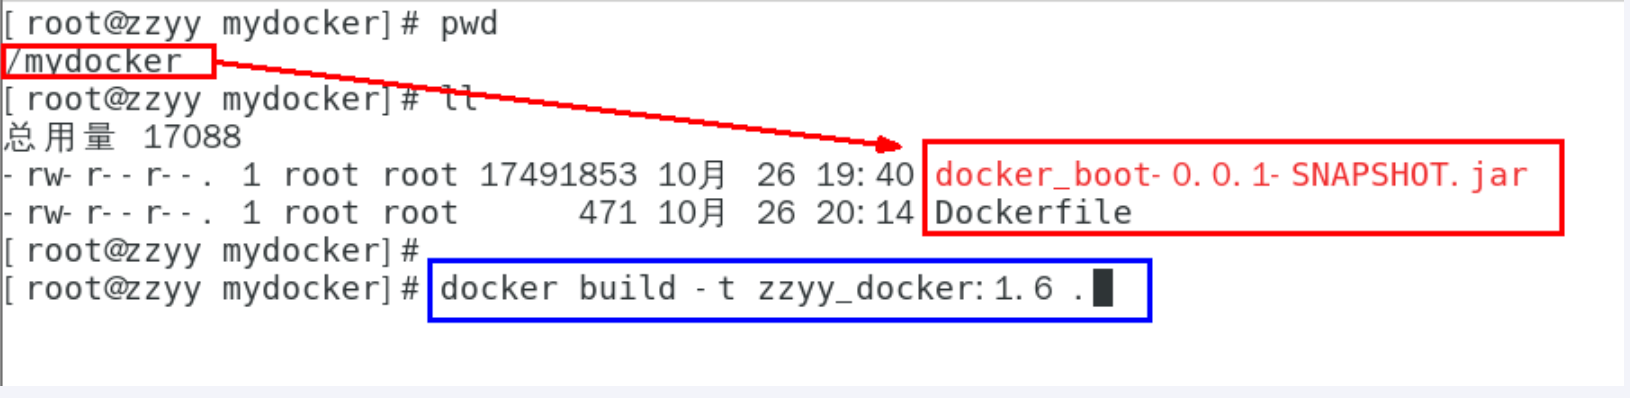 [root@zzyy mydocker]# pwd
/mydocker
[root@zzyy mydocker]# ll
总用量 17088
-rw-r--r--. 1 root root 17491853 10月 26 19:40 docker_boot-0.0.1-SNAPSHOT.jar
-rw-r--r--. 1 root root 471 10月 26 20:14 Dockerfile
[root@zzyy mydocker]#
[root@zzyy mydocker]# docker build -t zzyy_docker:1.6 .